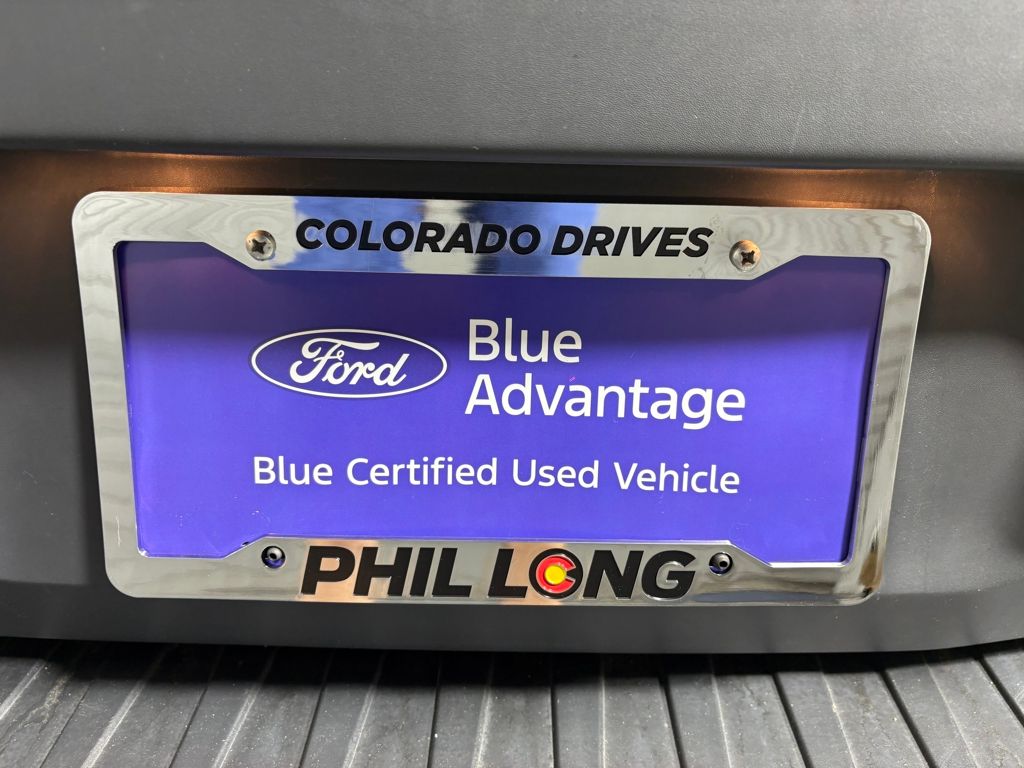 COLORADO DRIVES
Ford
Blue
Advantage
Blue Certified Used Vehicle
PHIL LONG